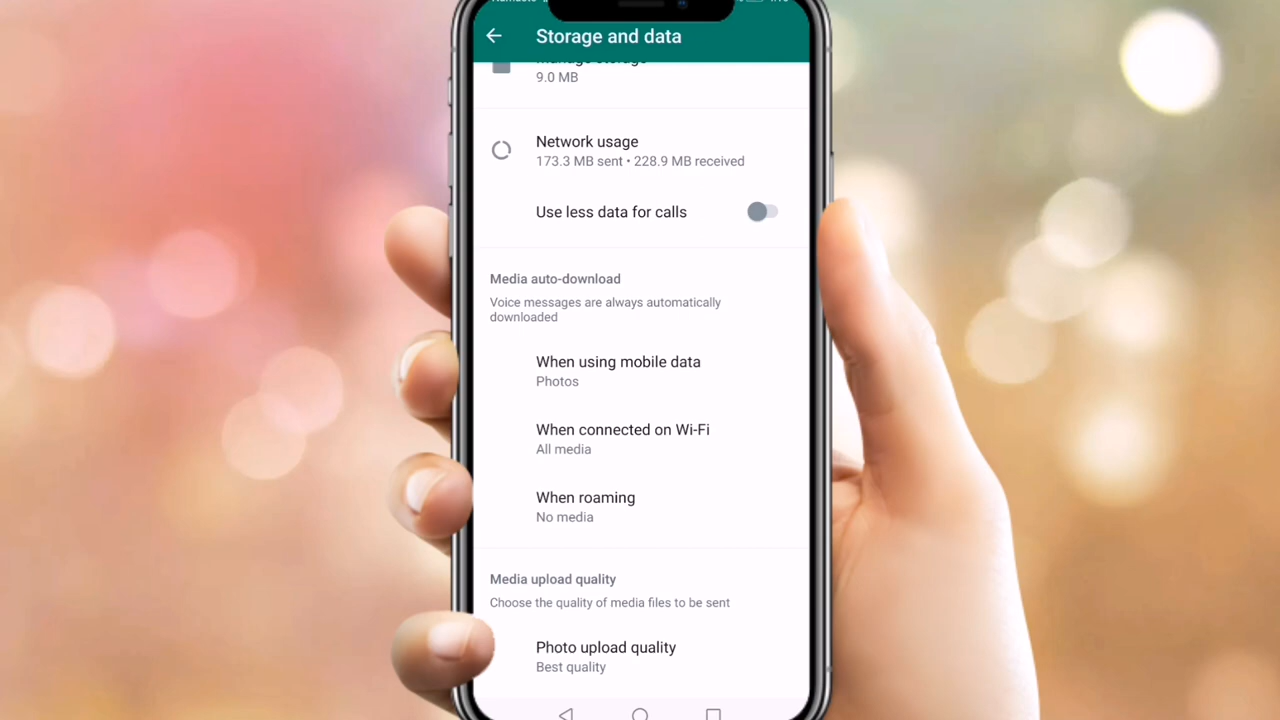 Storage and data
Manage storage
9.0 MB
Network usage
173.3 MB sent • 228.9 MB received
Use less data for calls
Media auto-download
Voice messages are always automatically
downloaded
When using mobile data
Photos
When connected on Wi-Fi
All media
When roaming
No media
Media upload quality
Choose the quality of media files to be sent
Photo upload quality
Best quality